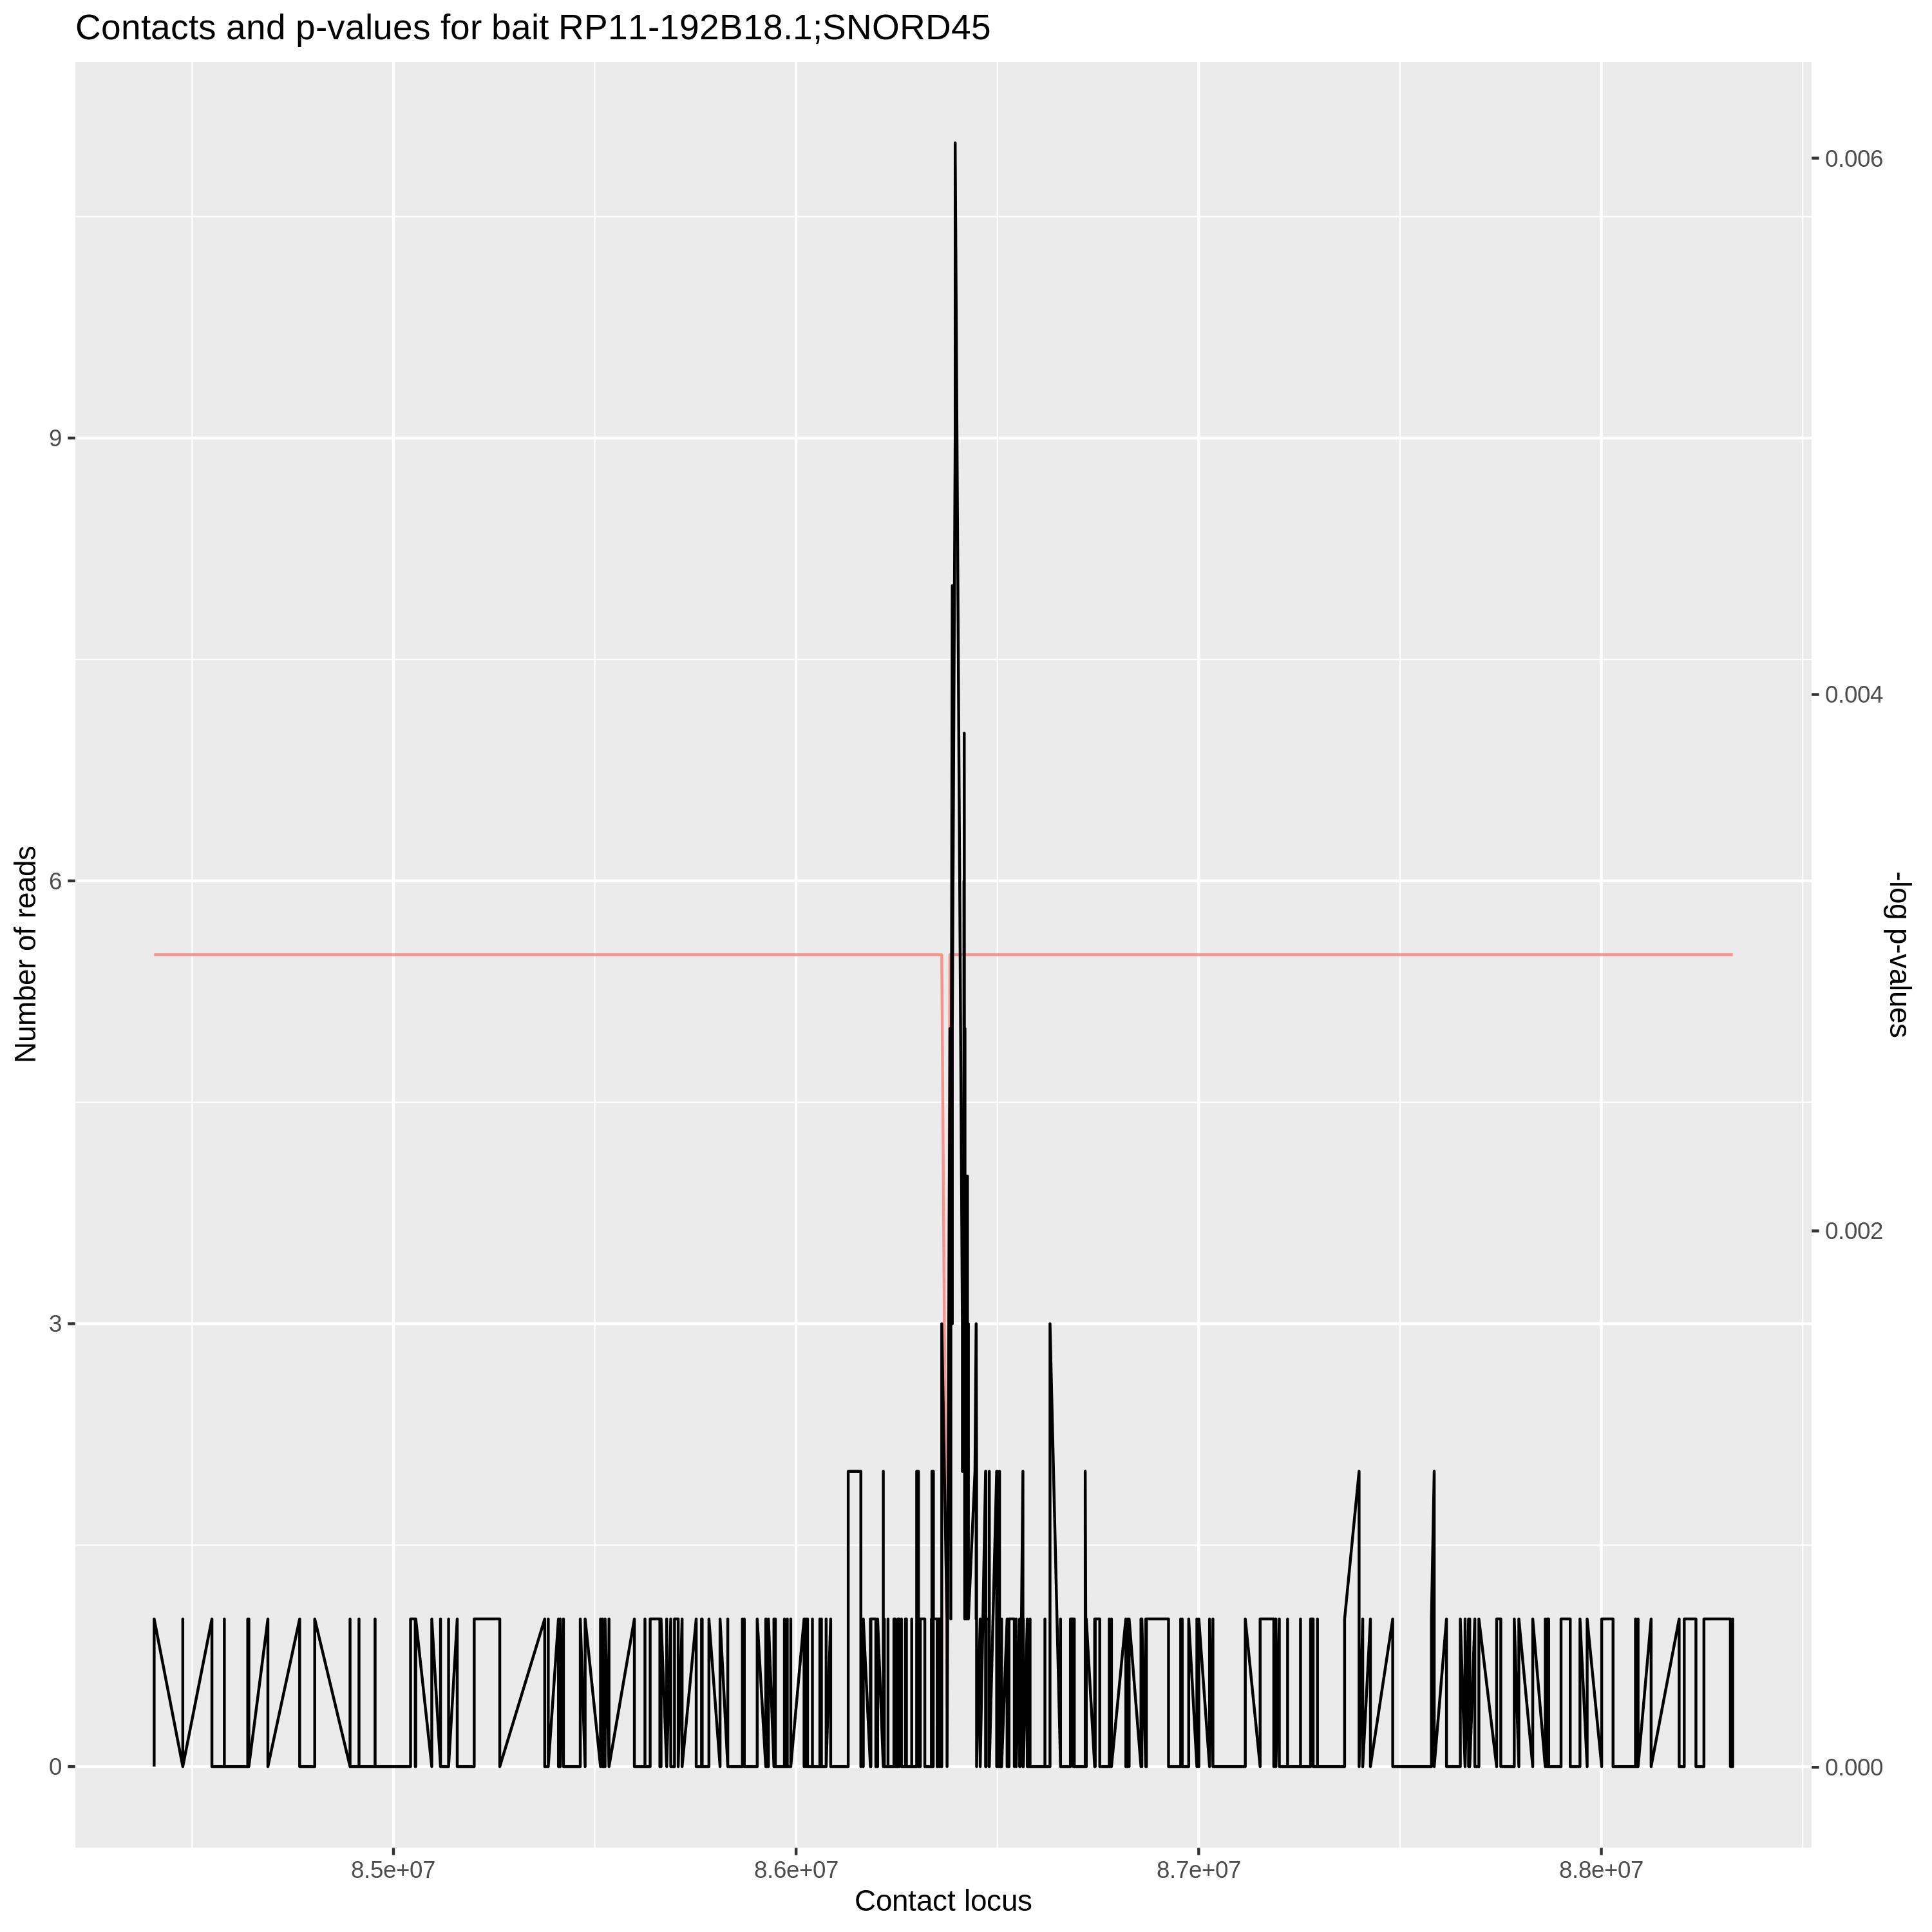 Contacts and p-values for bait RP11-192B18.1;SNORD45
Number of reads
9
6
3
0
0.006
0.004
0.002
0.000
-log p-values
8.5e+07 8.6e+07 8.7e+07 8.8e+07
Contact locus